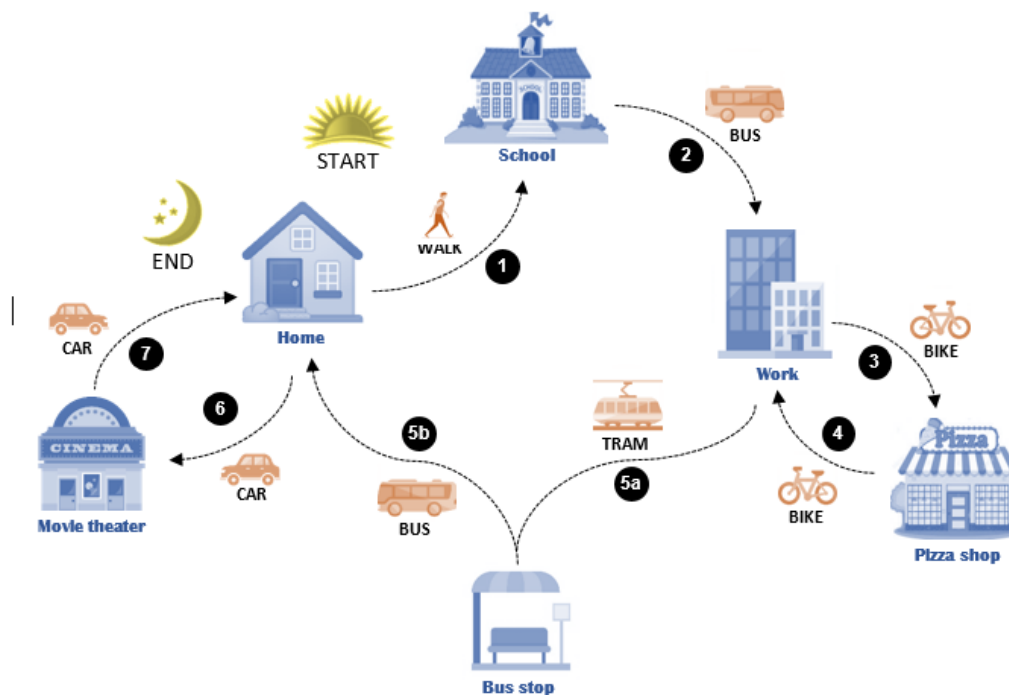 School
SCHOOL
BUS
2
START
WALK
1
END
Home
CAR
7
Work
3
BIKE
CINEMA
Movie theater
6
CAR
5b
BUS
TRAM
5a
4
BIKE
Pizza
Pizza shop
Bus stop